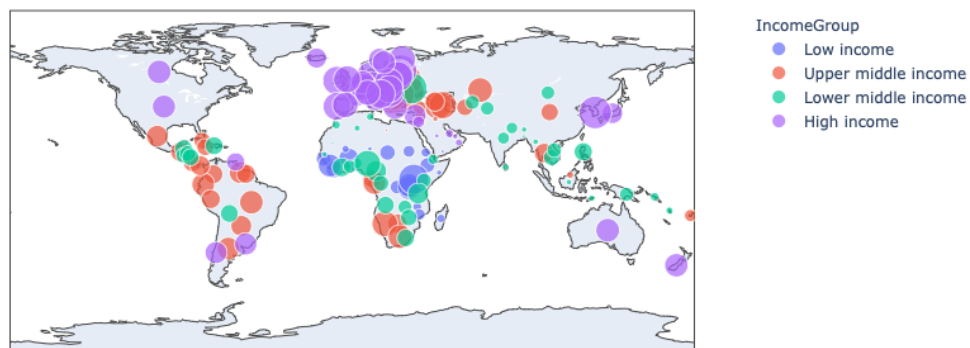 IncomeGroup
Low income
Upper middle income
Lower middle income
High income